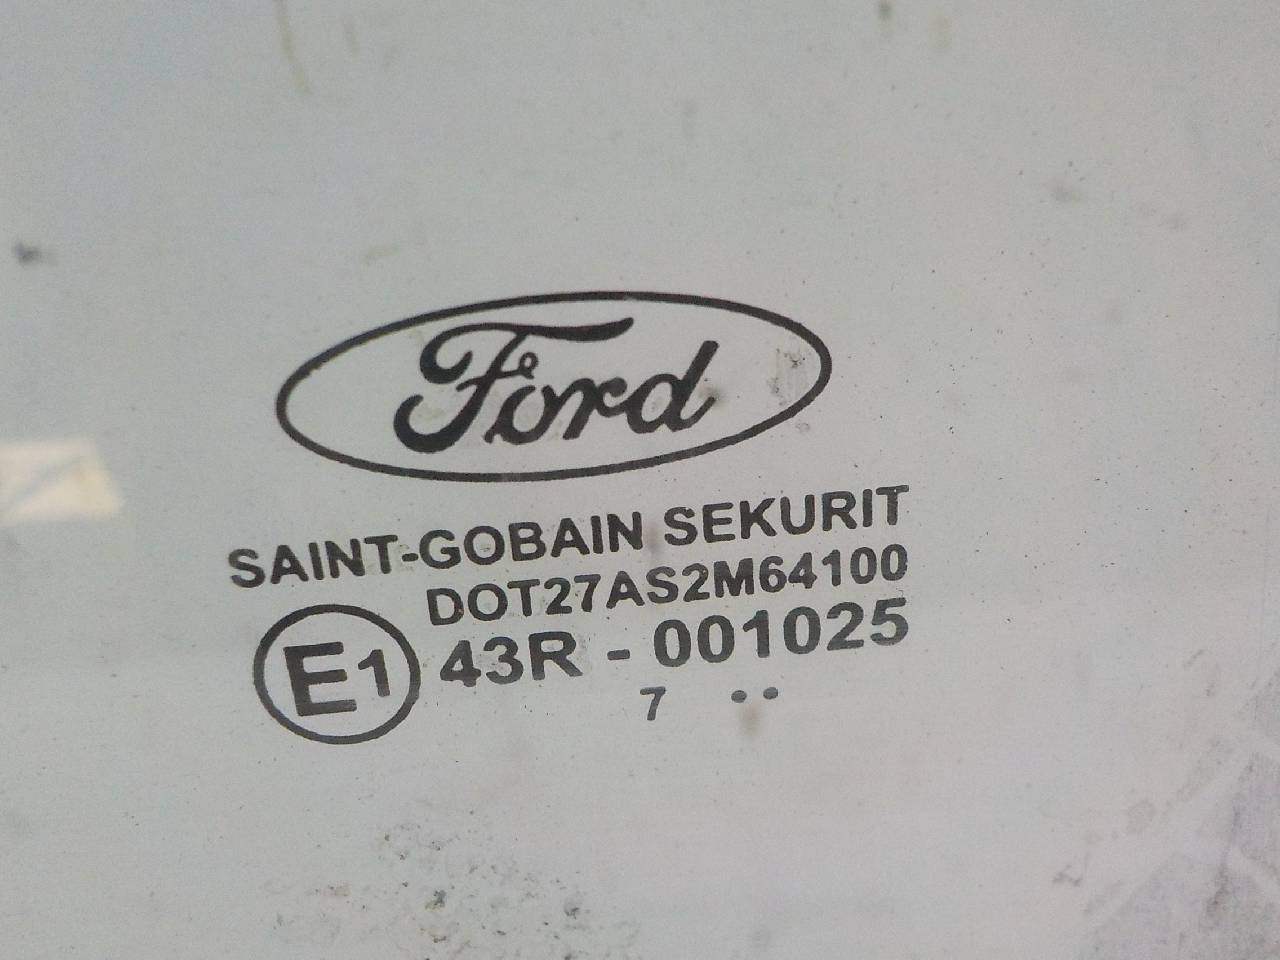 Ford
SAINT-GOBAIN SEKURIT
DOT27AS2M64100
E1 43R - 001025
7 ••